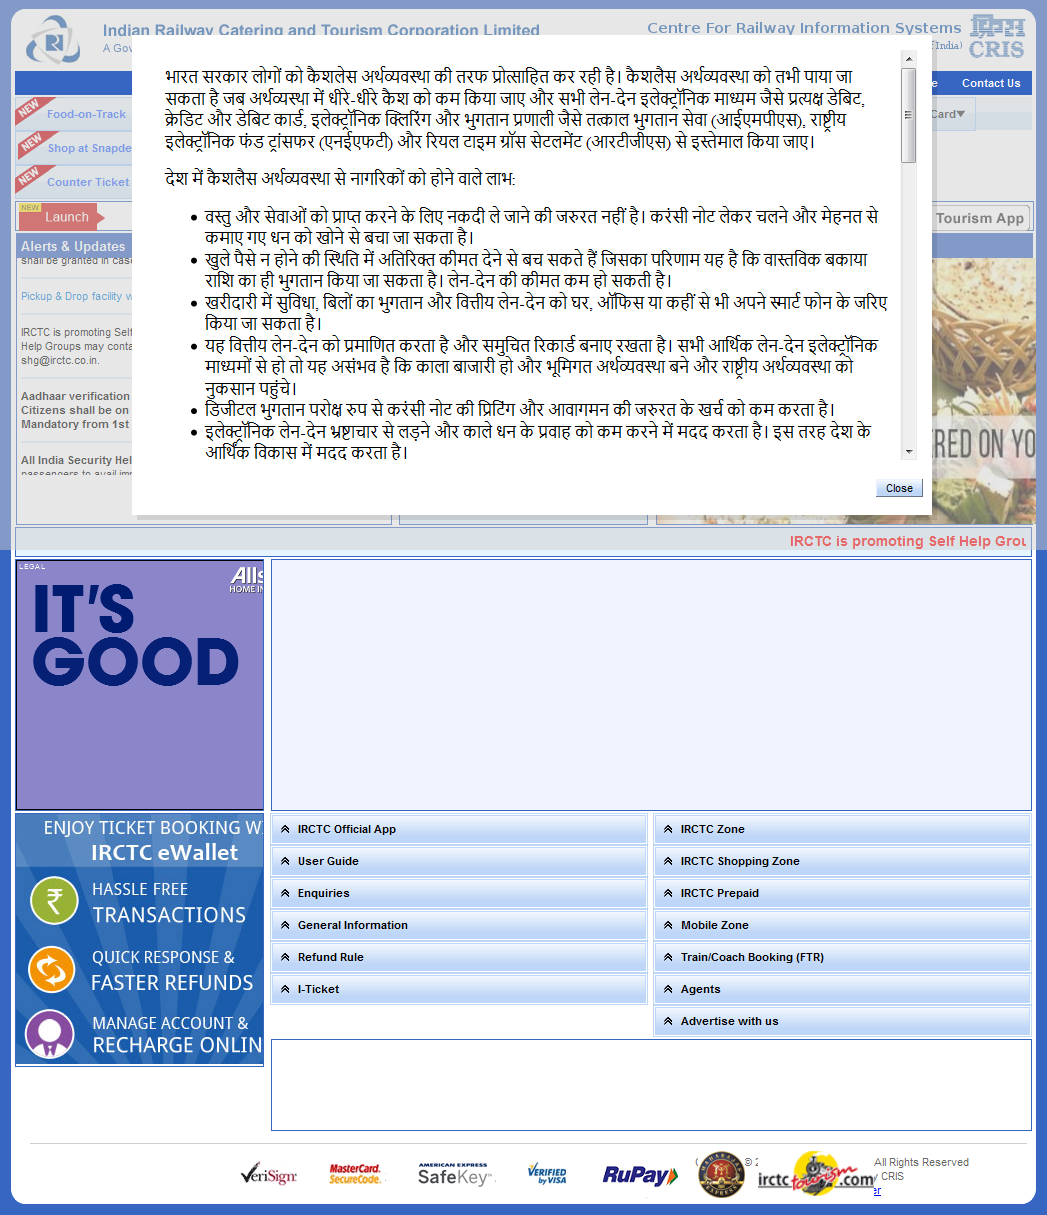 Indian Railway Catering and Tourism Corporation Limited
Centre For Railway Information Systems
A Gov
f India)
CRIS
e Contact Us
NEW Food-on-Track
Card
NEW Shop at Snapde
NEW Counter Ticket
NEW Launch
Tourism App
Alerts & Updates
shall be granted in case
Pickup & Drop facility w
IRCTC is promoting Self
Help Groups may conta
shg@irctc.co.in.
Aadhaar verification
Citizens shall be on
Mandatory from 1st
All India Security Hel
passengers to avail imm
भारत सरकार लोगों को कैशलेस अर्थव्यवस्था की तरफ प्रोत्साहित कर रही है। कैशलैस अर्थव्यवस्था को तभी पाया जा
सकता है जब अर्थव्यस्था में धीरे-धीरे कैश को कम किया जाए और सभी लेन-देन इलेक्ट्रॉनिक माध्यम जैसे प्रत्यक्ष डेबिट,
क्रेडिट और डेबिट कार्ड, इलेक्ट्रॉनिक क्लिरिंग और भुगतान प्रणाली जैसे तत्काल भुगतान सेवा (आईएमपीएस), राष्ट्रीय
इलेक्ट्रॉनिक फंड ट्रांसफर (एनईएफटी) और रियल टाइम ग्रॉस सेटलमेंट (आरटीजीएस) से इस्तेमाल किया जाए।
देश में कैशलैस अर्थव्यवस्था से नागरिकों को होने वाले लाभ:
वस्तु और सेवाओं को प्राप्त करने के लिए नकदी ले जाने की जरुरत नहीं है। करंसी नोट लेकर चलने और मेहनत से
कमाए गए धन को खोने से बचा जा सकता है।
खुले पैसे न होने की स्थिति में अतिरिक्त कीमत देने से बच सकते हैं जिसका परिणाम यह है कि वास्तविक बकाया
राशि का ही भुगतान किया जा सकता है। लेन-देन की कीमत कम हो सकती है।
खरीदारी में सुविधा, बिलों का भुगतान और वित्तीय लेन-देन को घर, ऑफिस या कहीं से भी अपने स्मार्ट फोन के जरिए
किया जा सकता है।
यह वित्तीय लेन-देन को प्रमाणित करता है और समुचित रिकार्ड बनाए रखता है। सभी आर्थिक लेन-देन इलेक्ट्रॉनिक
माध्यमों से हो तो यह असंभव है कि काला बाजारी हो और भूमिगत अर्थव्यवस्था बने और राष्ट्रीय अर्थव्यवस्था को
नुकसान पहुंचे।
डिजीटल भुगतान परोक्ष रुप से करंसी नोट की प्रिटिंग और आवागमन की जरुरत के खर्च को कम करता है।
इलेक्ट्रॉनिक लेन-देन भ्रष्टाचार से लड़ने और काले धन के प्रवाह को कम करने में मदद करता है। इस तरह देश के
आर्थिक विकास में मदद करता है।
Close
RED ON YO
IRCTC is promoting Self Help Grou
LEGAL
Alls
HOME IN
IT'S
GOOD
ENJOY TICKET BOOKING WI
IRCTC eWallet
HASSLE FREE
TRANSACTIONS
QUICK RESPONSE &
FASTER REFUNDS
MANAGE ACCOUNT &
RECHARGE ONLIN
IRCTC Official App
User Guide
Enquiries
General Information
Refund Rule
I-Ticket
IRCTC Zone
IRCTC Shopping Zone
IRCTC Prepaid
Mobile Zone
Train/Coach Booking (FTR)
Agents
Advertise with us
VeriSign
MasterCard. SecureCode.
AMERICAN EXPRESS SafeKey
VERIFIED by VISA
RuPay
MAHARAJAS EXPRESS
irctc tourism .com
All Rights Reserved
y CRIS
er